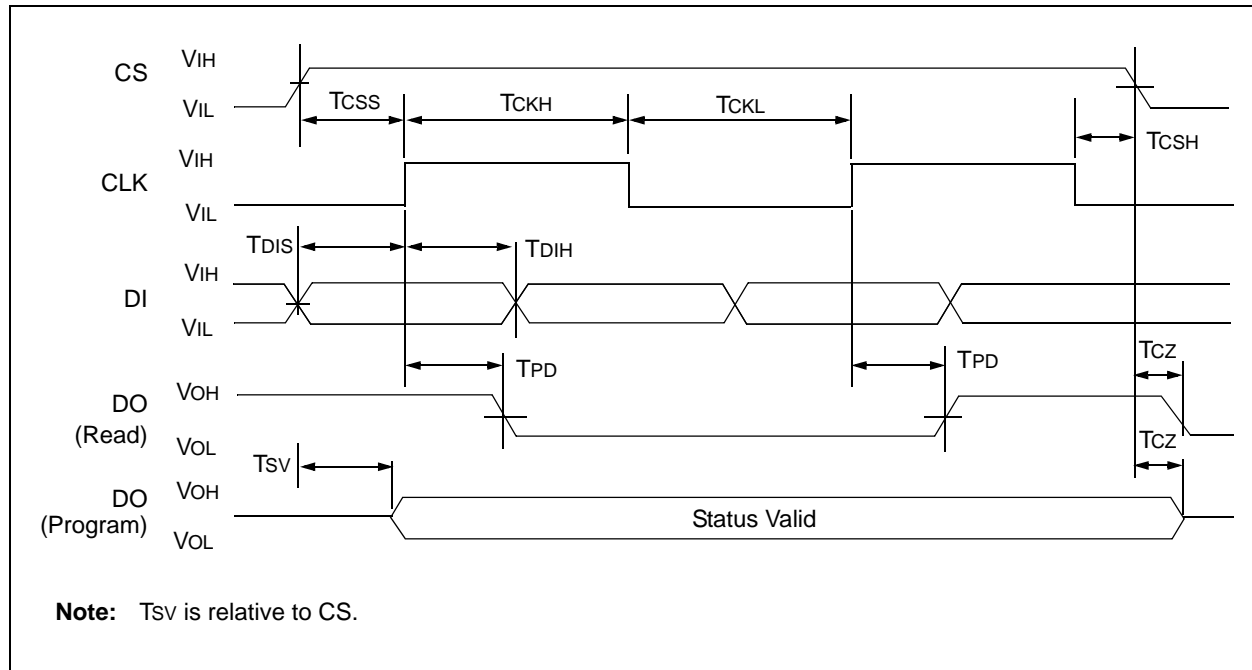 CS
VIH
VIL
TCSS
TCKH
TCKL
TCSH
CLK
VIH
VIL
TDIS
TDIH
DI
VIH
VIL
TPD
TPD
TCZ
DO
(Read)
VOH
VOL
TCZ
TSV
DO
(Program)
VOH
VOL
Status Valid
Note: TSV is relative to CS.